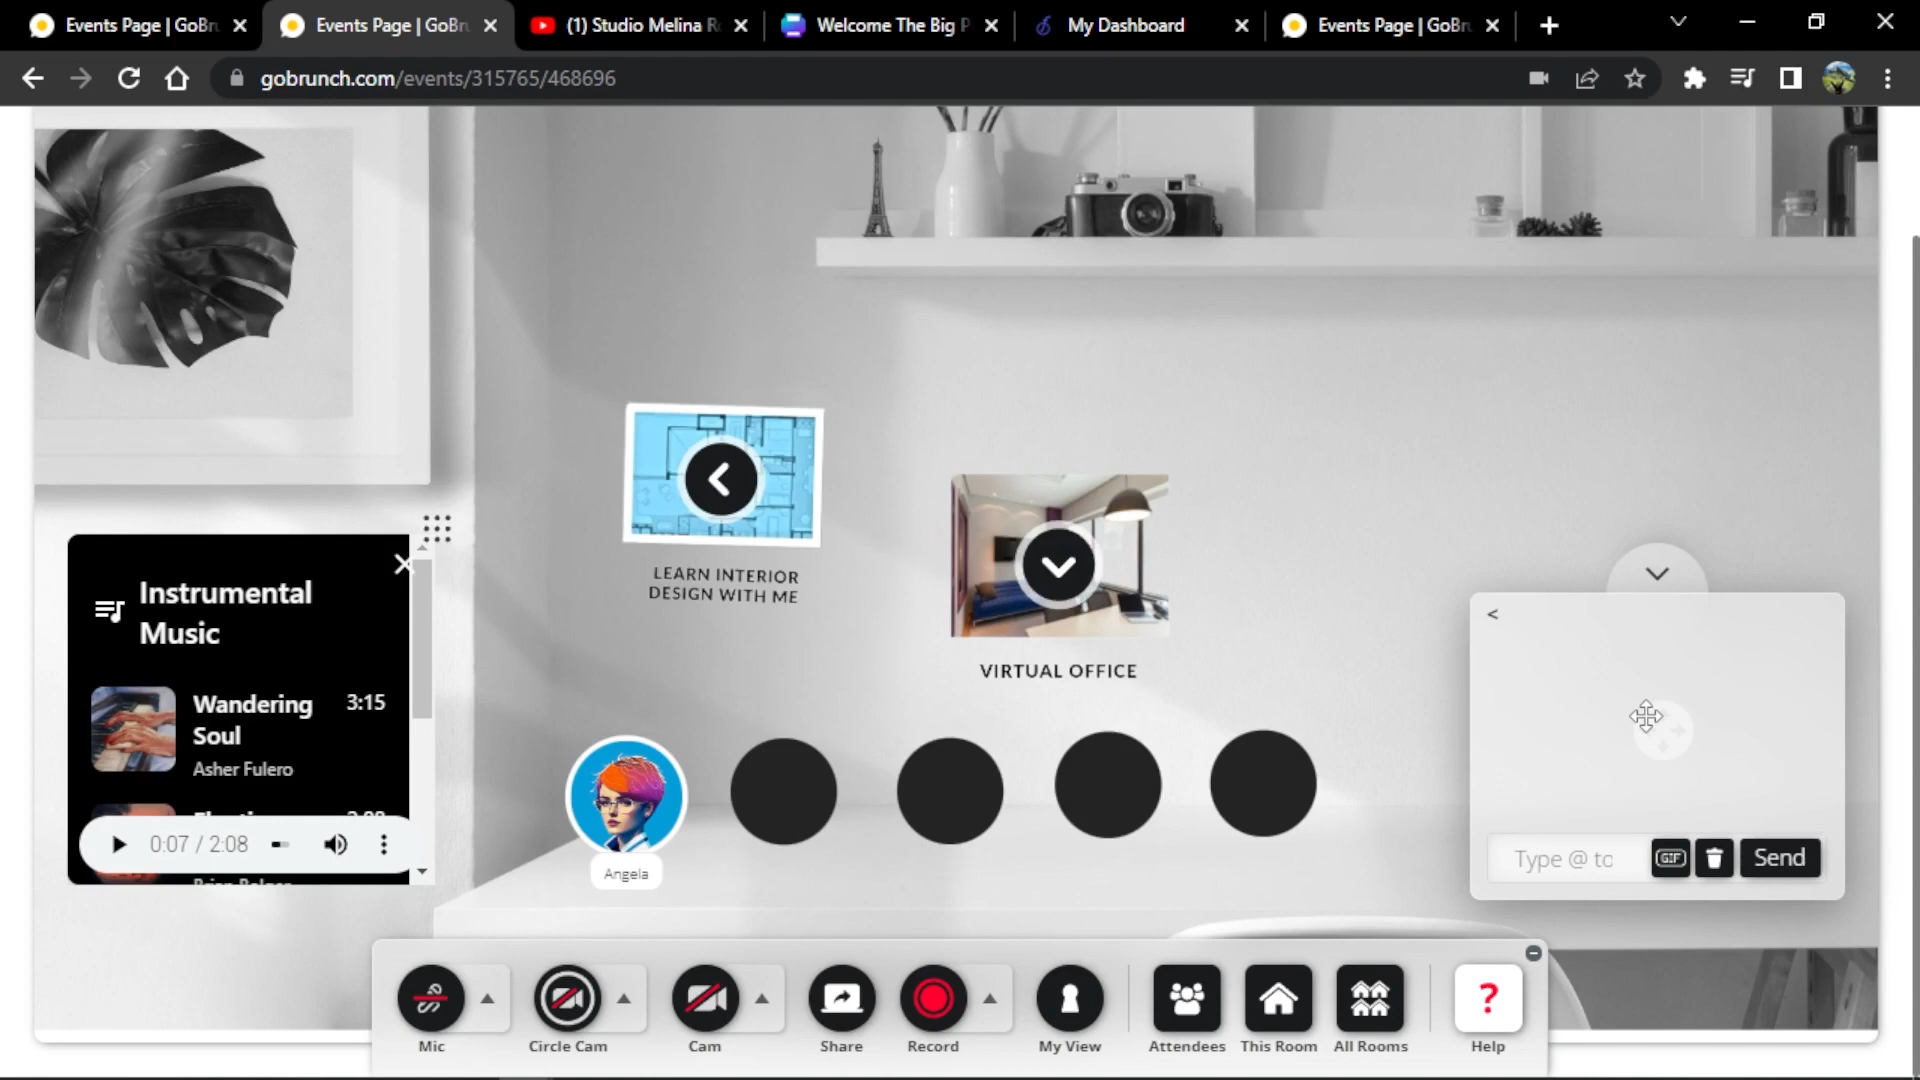 Events Page | GoBr
Events Page | GoBr
(1) Studio Melina R
Welcome The Big P
My Dashboard
Events Page | GoBr
gobrunch.com/events/315765/468696
LEARN INTERIOR
DESIGN WITH ME
VIRTUAL OFFICE
Instrumental
Music
Wandering 3:15
Soul
Asher Fulero
0:07 / 2:08
Angela
<
Type @ to
GIF
Send
Mic
Circle Cam
Cam
Share
Record
My View
Attendees
This Room
All Rooms
?
Help